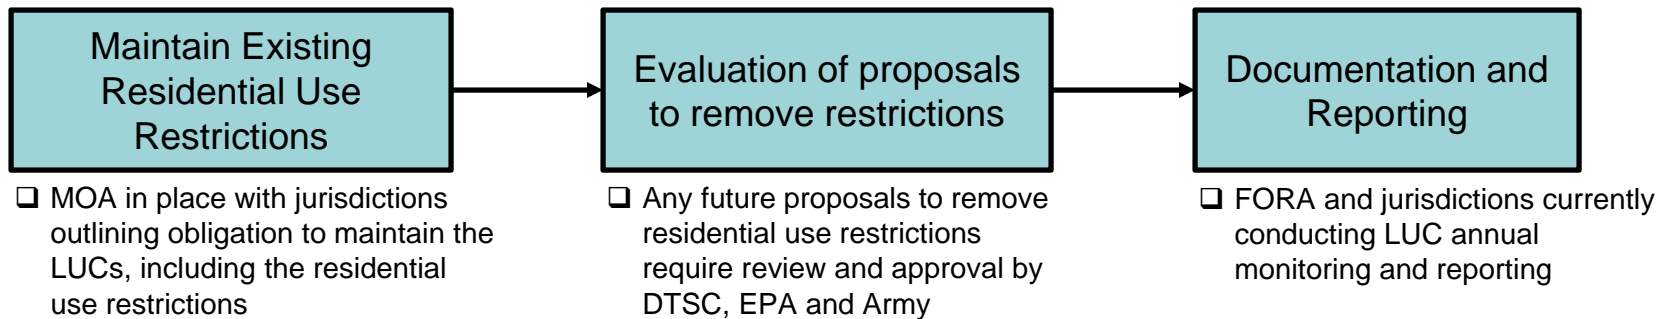 Maintain Existing
Residential Use
Restrictions
❑ MOA in place with jurisdictions
outlining obligation to maintain the
LUCs, including the residential
use restrictions
Evaluation of proposals
to remove restrictions
❑ Any future proposals to remove
residential use restrictions
require review and approval by
DTSC, EPA and Army
Documentation and
Reporting
❑ FORA and jurisdictions currently
conducting LUC annual
monitoring and reporting